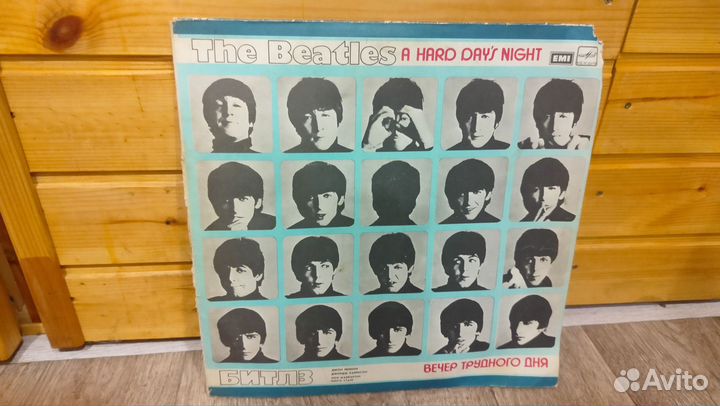 The Beatles A HARD DAY'S NIGHT EMI
БИТЛЗ
ВЕЧЕР ТРУДНОГО ДНЯ
Avito